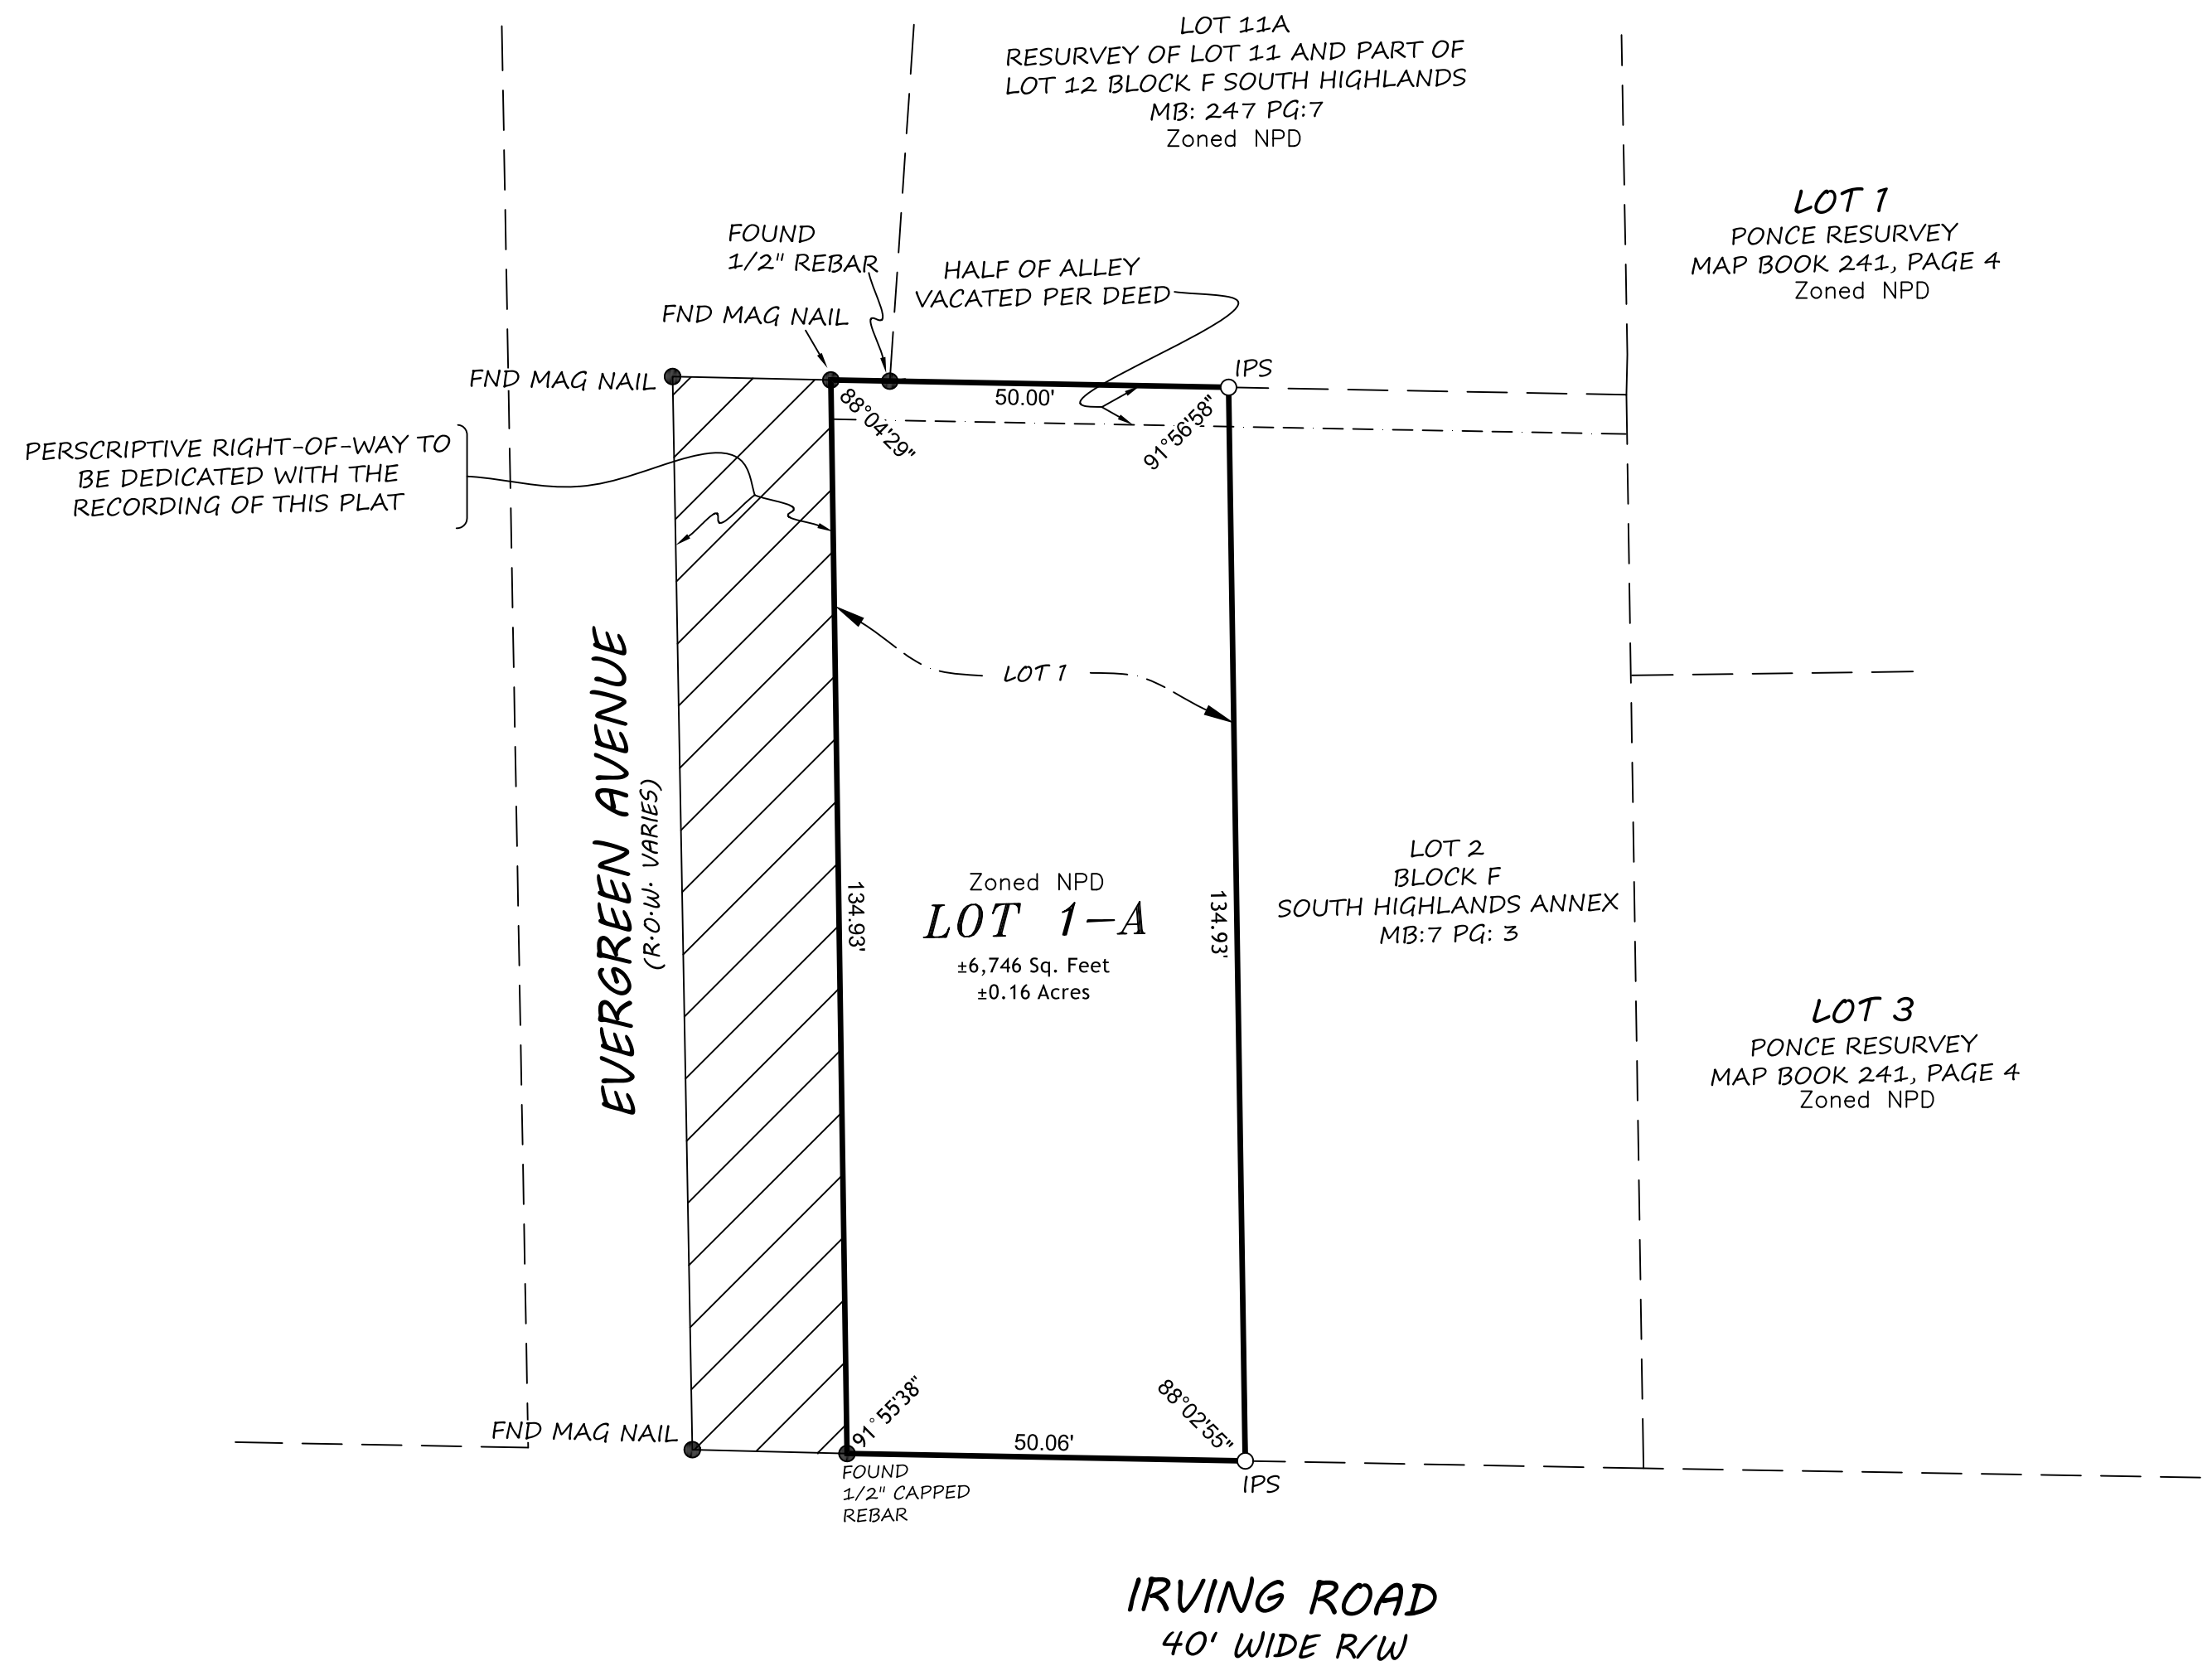 LOT 11A
RESURVEY OF LOT 11 AND PART OF
LOT 12 BLOCK F SOUTH HIGHLANDS
MB: 247 PG:7
Zoned NPD
LOT 1
PONCE RESURVEY
MAP BOOK 241, PAGE 4
Zoned NPD
FOUND
1/2" REBAR
HALF OF ALLEY
VACATED PER DEED
FND MAG NAIL
FND MAG NAIL
IPS
50.00'
88°04'29"
91°56'58"
PERSCRIPTIVE RIGHT-OF-WAY TO
BE DEDICATED WITH THE
RECORDING OF THIS PLAT
LOT 1
EVERGREEN AVENUE
(R.O.W. VARIES)
134.93'
Zoned NPD
LOT 1-A
±6,746 Sq. Feet
±0.16 Acres
134.93'
LOT 2
BLOCK F
SOUTH HIGHLANDS ANNEX
MB:7 PG: 3
LOT 3
PONCE RESURVEY
MAP BOOK 241, PAGE 4
Zoned NPD
FND MAG NAIL
91°55'38"
50.06'
88°02'55"
FOUND
1/2" CAPPED
REBAR
IPS
IRVING ROAD
40' WIDE R/W